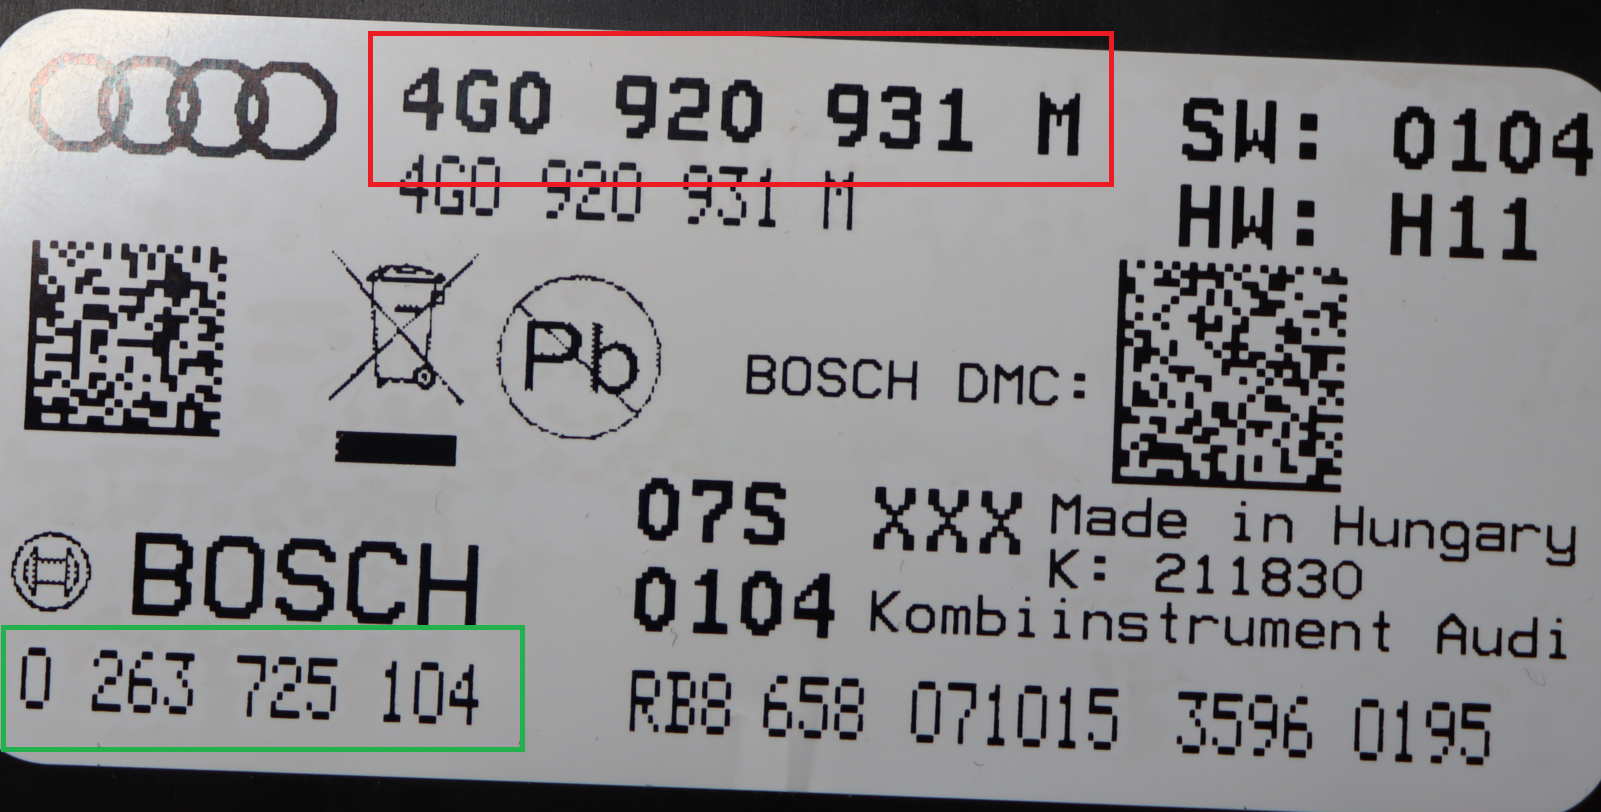 4G0 920 931 M
4G0 920 931 M
SW: 0104
HW: H11
Pb
BOSCH DMC:
BOSCH
0 263 725 104
07S XXX
0104
Made in Hungary
K: 211830
Kombiinstrument Audi
RB8 658 071015 3596 0195